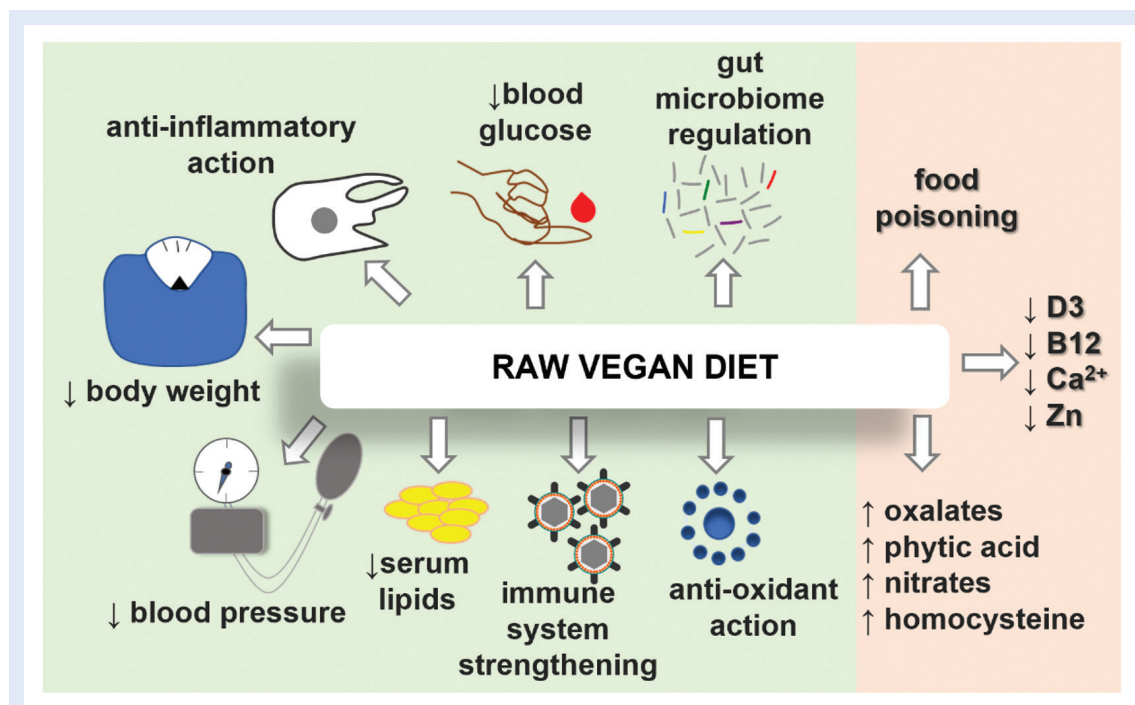 anti-inflammatory
action
↓blood
glucose
gut
microbiome
regulation
food
poisoning
↓ body weight
RAW VEGAN DIET
↓ D3
↓ B12
↓ Ca²⁺
↓ Zn
↓ blood pressure
↓serum
lipids
immune
system
strengthening
anti-oxidant
action
↑ oxalates
↑ phytic acid
↑ nitrates
↑ homocysteine